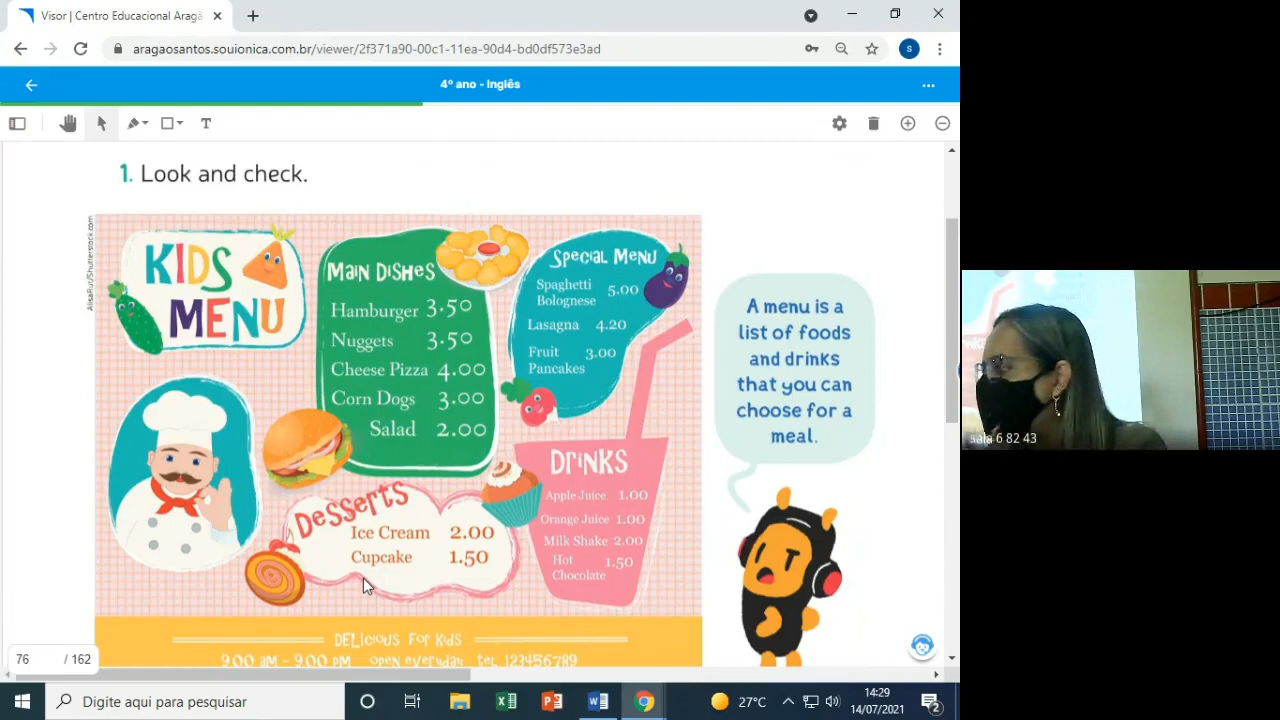 Visor | Centro Educacional Aragã
aragaosantos.souionica.com.br/viewer/2f371a90-00c1-11ea-90d4-bd0df573e3ad
S
4º ano - Inglês
T
1. Look and check.
AlisaRut/Shutterstock.com
KIDS
MENU
MAIN DISHES
Hamburger 3.50
Nuggets 3.50
Cheese Pizza 4.00
Corn Dogs 3.00
Salad 2.00
SPECIAL MENU
Spaghetti
Bolognese 5.00
Lasagna 4.20
Fruit
Pancakes 3.00
Desserts
Ice Cream 2.00
Cupcake 1.50
DRINKS
Apple Juice 1.00
Orange Juice 1.00
Milk Shake 2.00
Hot
Chocolate 1.50
DELICIOUS FOR KIDS
9:00 AM - 9:00 PM open everyday tel. 123456789
A menu is a
list of foods
and drinks
that you can
choose for a
meal.
sala 6 82 43
76 / 162
Digite aqui para pesquisar
27°C
14:29
14/07/2021
2